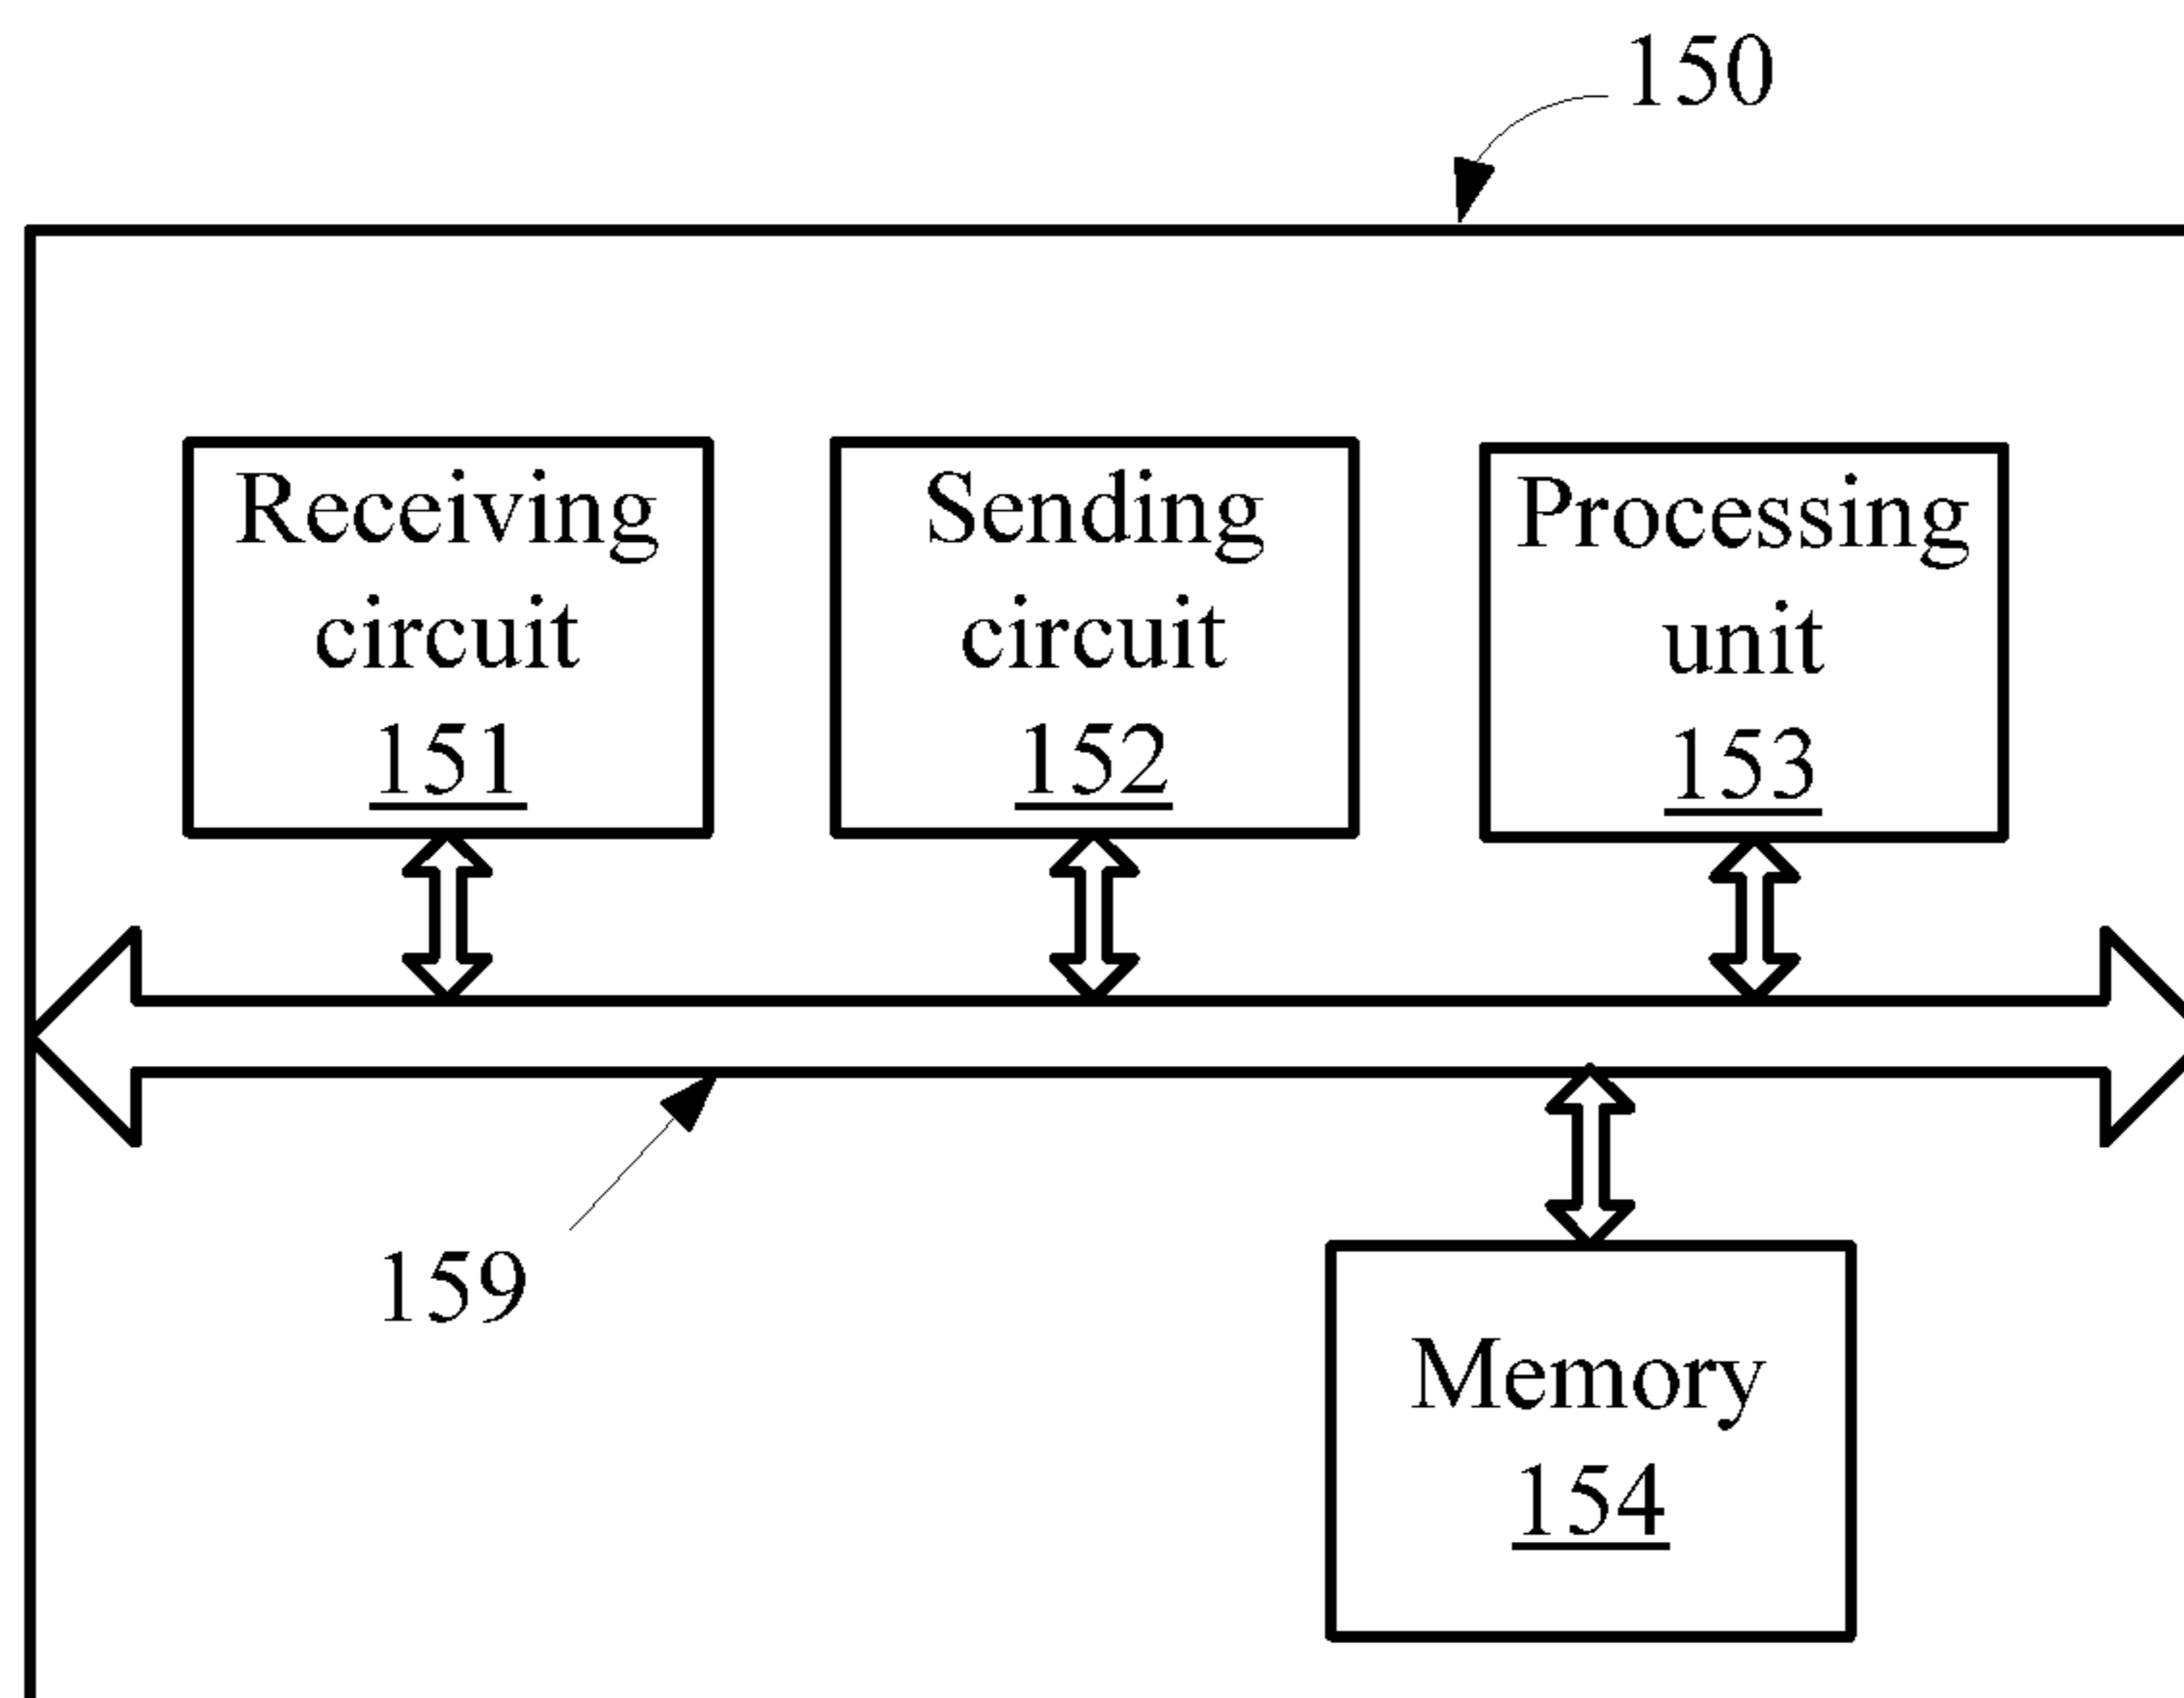 150
Receiving
circuit
151
Sending
circuit
152
Processing
unit
153
159
Memory
154